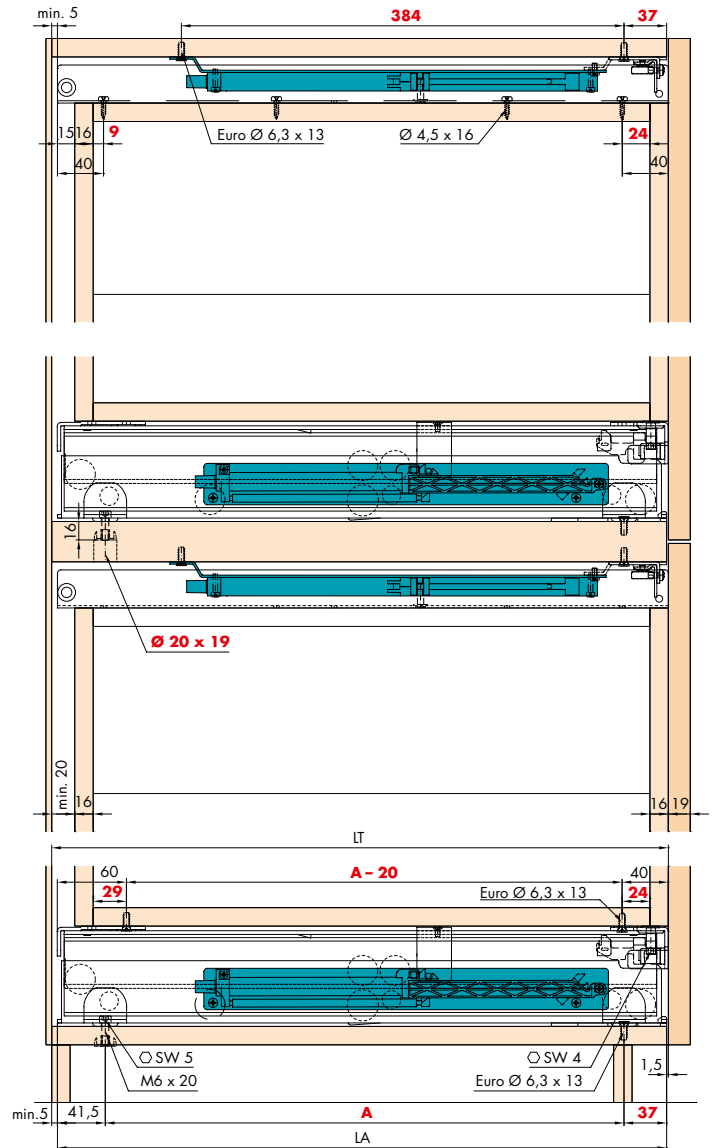 min. 5
384
37
15
16
9
Euro Ø 6,3 x 13
Ø 4,5 x 16
24
40
40
16
Ø 20 x 19
min. 20
16
16
19
LT
60
A – 20
40
29
Euro Ø 6,3 x 13
24
SW 5
SW 4
M6 x 20
Euro Ø 6,3 x 13
1,5
min.5
41,5
A
37
LA